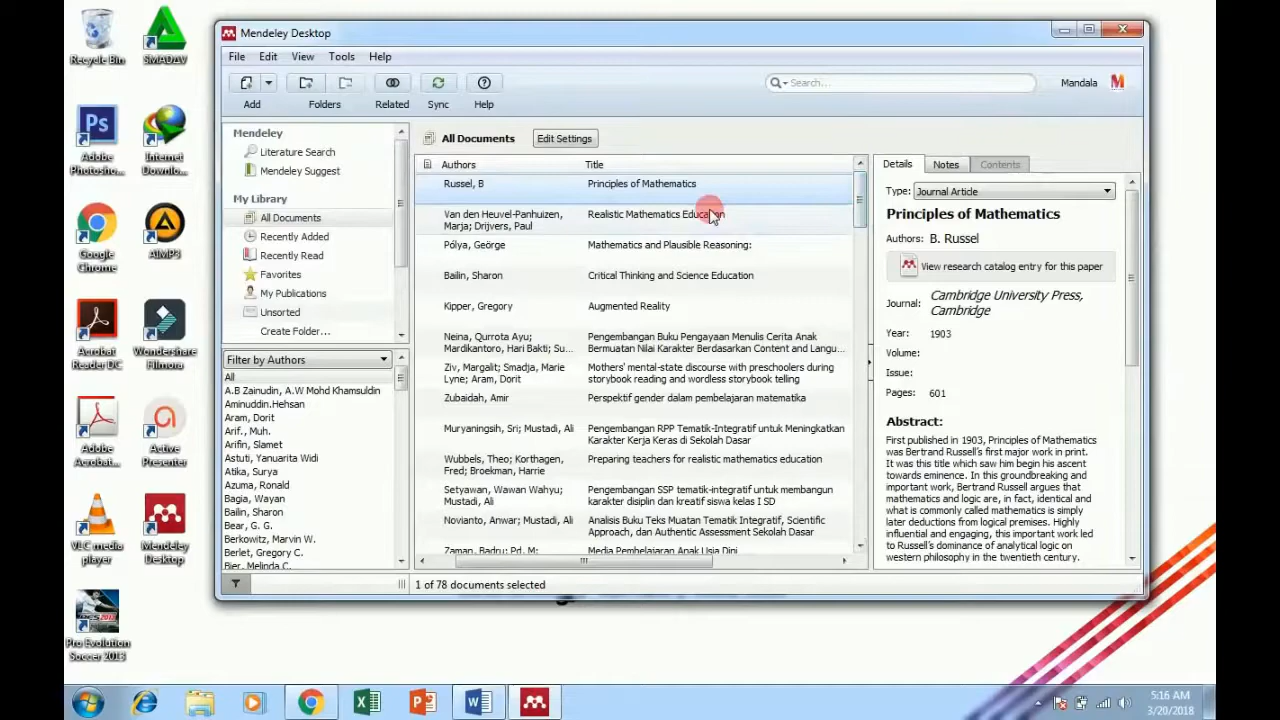 Recycle Bin
SMADΔV
Ps
Adobe
Photosho...
Internet
Downlo...
Google
Chrome
AIMP3
Acrobat
Reader DC
Wondershare
Filmora
Adobe
Acrobat...
Active
Presenter
VLC media
player
Mendeley
Desktop
Pro Evolution
Soccer 2013
Mendeley Desktop
File Edit View Tools Help
Add Folders Related Sync Help
Search...
Mandala
Mendeley
Literature Search
Mendeley Suggest
My Library
All Documents
Recently Added
Recently Read
Favorites
My Publications
Unsorted
Create Folder...
Filter by Authors
All
A.B Zainudin, A.W Mohd Khamsuldin
Aminuddin.Hehsan
Aram, Dorit
Arif., Muh.
Arifin, Slamet
Astuti, Yanuarita Widi
Atika, Surya
Azuma, Ronald
Bagia, Wayan
Bailin, Sharon
Bear, G. G.
Berkowitz, Marvin W.
Berlet, Gregory C.
Bier, Melinda C.
All Documents Edit Settings
Authors Title
Russel, B Principles of Mathematics
Van den Heuvel-Panhuizen, Realistic Mathematics Education
Marja; Drijvers, Paul
Pólya, George Mathematics and Plausible Reasoning:
Bailin, Sharon Critical Thinking and Science Education
Kipper, Gregory Augmented Reality
Neina, Qurrota Ayu; Pengembangan Buku Pengayaan Menulis Cerita Anak
Mardikantoro, Hari Bakti; Su... Bermuatan Nilai Karakter Berdasarkan Content and Langu...
Ziv, Margalit; Smadja, Marie Mothers' mental-state discourse with preschoolers during
Lyne; Aram, Dorit storybook reading and wordless storybook telling
Zubaidah, Amir Perspektif gender dalam pembelajaran matematika
Muryaningsih, Sri; Mustadi, Ali Pengembangan RPP Tematik-Integratif untuk Meningkatkan
Karakter Kerja Keras di Sekolah Dasar
Wubbels, Theo; Korthagen, Preparing teachers for realistic mathematics education
Fred; Broekman, Harrie
Setyawan, Wawan Wahyu; Pengembangan SSP tematik-integratif untuk membangun
Mustadi, Ali karakter disiplin dan kreatif siswa kelas I SD
Novianto, Anwar; Mustadi, Ali Analisis Buku Teks Muatan Tematik Integratif, Scientific
Approach, dan Authentic Assessment Sekolah Dasar
Zaman, Badru; Pd, M; Media Pembelajaran Anak Usia Dini
1 of 78 documents selected
Details Notes Contents
Type: Journal Article
Principles of Mathematics
Authors: B. Russel
View research catalog entry for this paper
Journal: Cambridge University Press,
Cambridge
Year: 1903
Volume:
Issue:
Pages: 601
Abstract:
First published in 1903, Principles of Mathematics
was Bertrand Russell's first major work in print.
It was this title which saw him begin his ascent
towards eminence. In this groundbreaking and
important work, Bertrand Russell argues that
mathematics and logic are, in fact, identical and
what is commonly called mathematics is simply
later deductions from logical premises. Highly
influential and engaging, this important work led
to Russell's dominance of analytical logic on
western philosophy in the twentieth century.
5:16 AM
3/20/2018